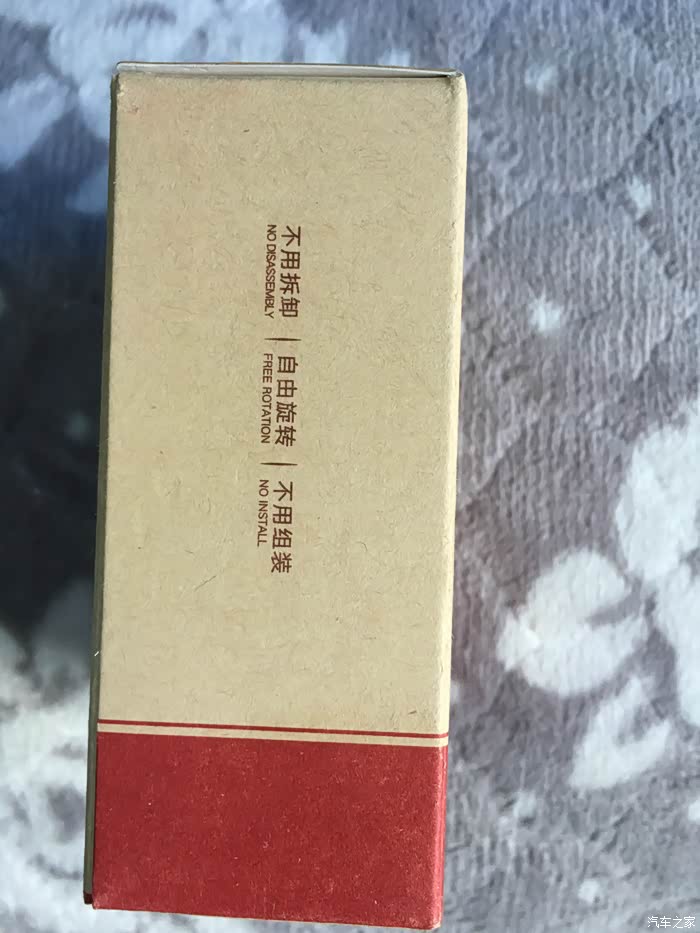 不用拆卸 | 自由旋转 | 不用组装
NO DISASSEMBLY | FREE ROTATION | NO INSTALL
汽车之家